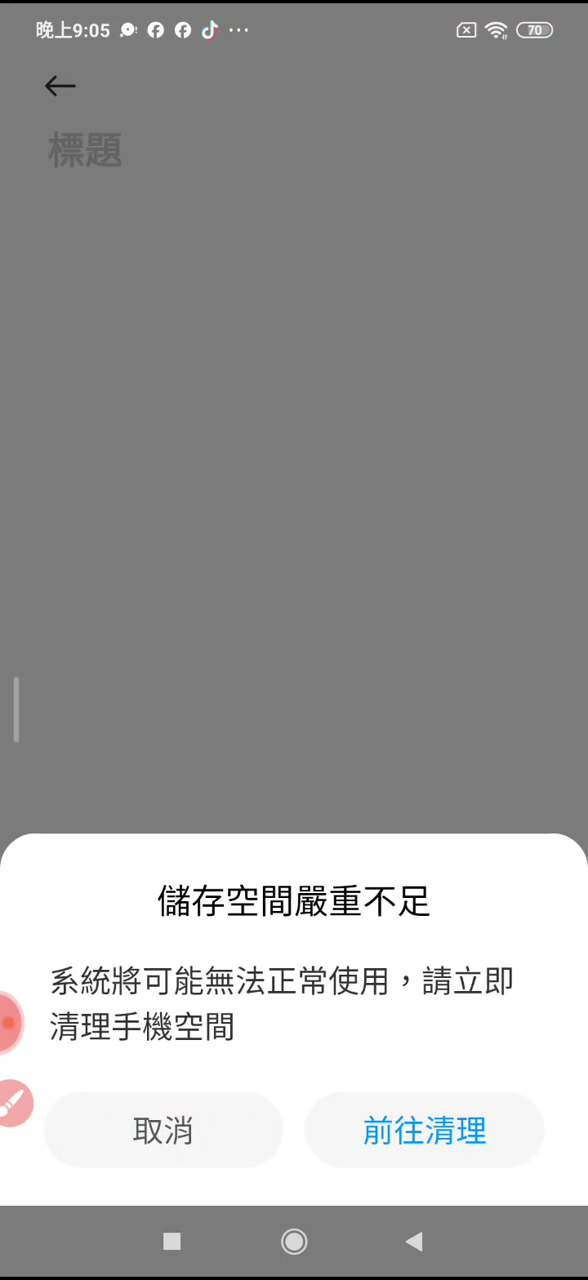 晚上9:05
70
標題
儲存空間嚴重不足
系統將可能無法正常使用，請立即
清理手機空間
取消
前往清理